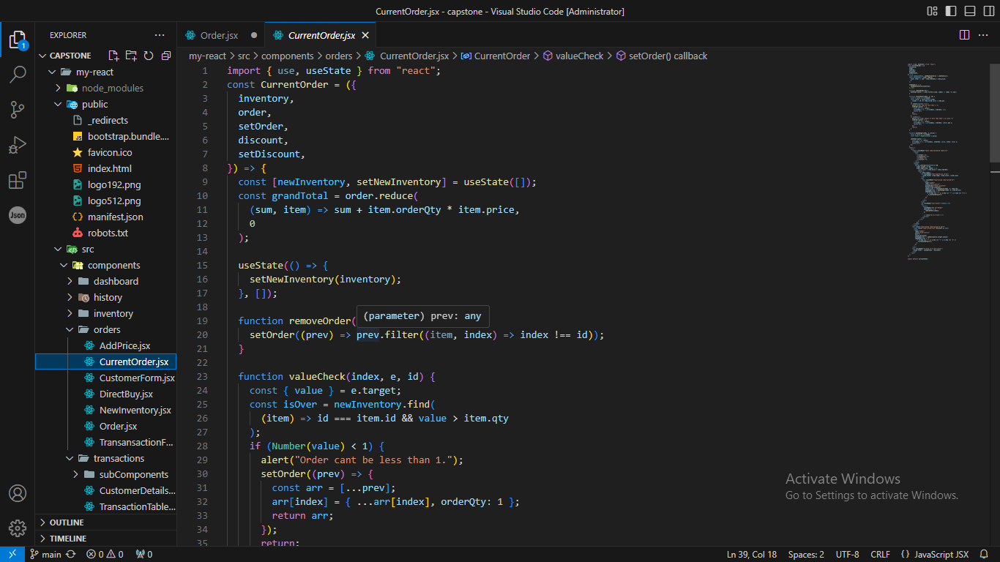 CurrentOrder.jsx - capstone - Visual Studio Code [Administrator]
EXPLORER
Order.jsx
CurrentOrder.jsx
CAPSTONE
my-react > src > components > orders > CurrentOrder.jsx > CurrentOrder > valueCheck > setOrder() callback
1
my-react
node_modules
public
_redirects
bootstrap.bundle....
favicon.ico
index.html
logo192.png
logo512.png
manifest.json
robots.txt
src
components
dashboard
history
inventory
orders
AddPrice.jsx
CurrentOrder.jsx
CustomerForm.jsx
DirectBuy.jsx
NewInventory.jsx
Order.jsx
TransansactionF...
transactions
subComponents
CustomerDetails...
TransactionTable...
OUTLINE
TIMELINE
Json
1 import { use, useState } from "react";
2 const CurrentOrder = ({
3 inventory,
4 order,
5 setOrder,
6 discount,
7 setDiscount,
8 }) => {
9 const [newInventory, setNewInventory] = useState([]);
10 const grandTotal = order.reduce(
11 (sum, item) => sum + item.orderQty * item.price,
12 0
13 );
14
15 useState(() => {
16 setNewInventory(inventory);
17 }, []);
18
(parameter) prev: any
19 function removeOrder(
20 setOrder((prev) => prev.filter((item, index) => index !== id));
21 }
22
23 function valueCheck(index, e, id) {
24 const { value } = e.target;
25 const isOver = newInventory.find(
26 (item) => id === item.id && value > item.qty
27 );
28 if (Number(value) < 1) {
29 alert("Order cant be less than 1.");
30 setOrder((prev) => {
31 const arr = [...prev];
32 arr[index] = { ...arr[index], orderQty: 1 };
33 return arr;
34 });
35 return;
Activate Windows
Go to Settings to activate Windows.
main 0 0 0 Ln 39, Col 18 Spaces: 2 UTF-8 CRLF {} JavaScript JSX